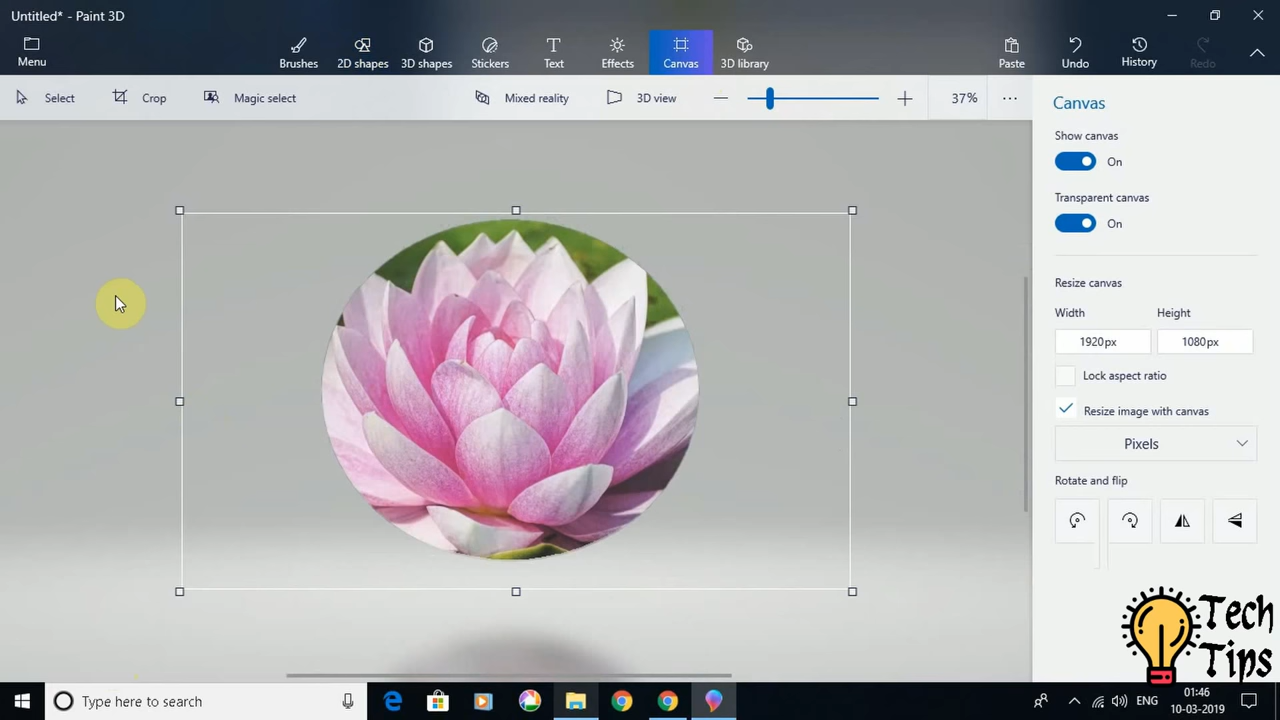 Untitled* - Paint 3D
Menu
Brushes
2D shapes
3D shapes
Stickers
Text
Effects
Canvas
3D library
Paste
Undo
History
Redo
Select
Crop
Magic select
Mixed reality
3D view
37%
Canvas
Show canvas
On
Transparent canvas
On
Resize canvas
Width
Height
1920px
1080px
Lock aspect ratio
Resize image with canvas
Pixels
Rotate and flip
Tech
Tips
Type here to search
ENG
01:46
10-03-2019